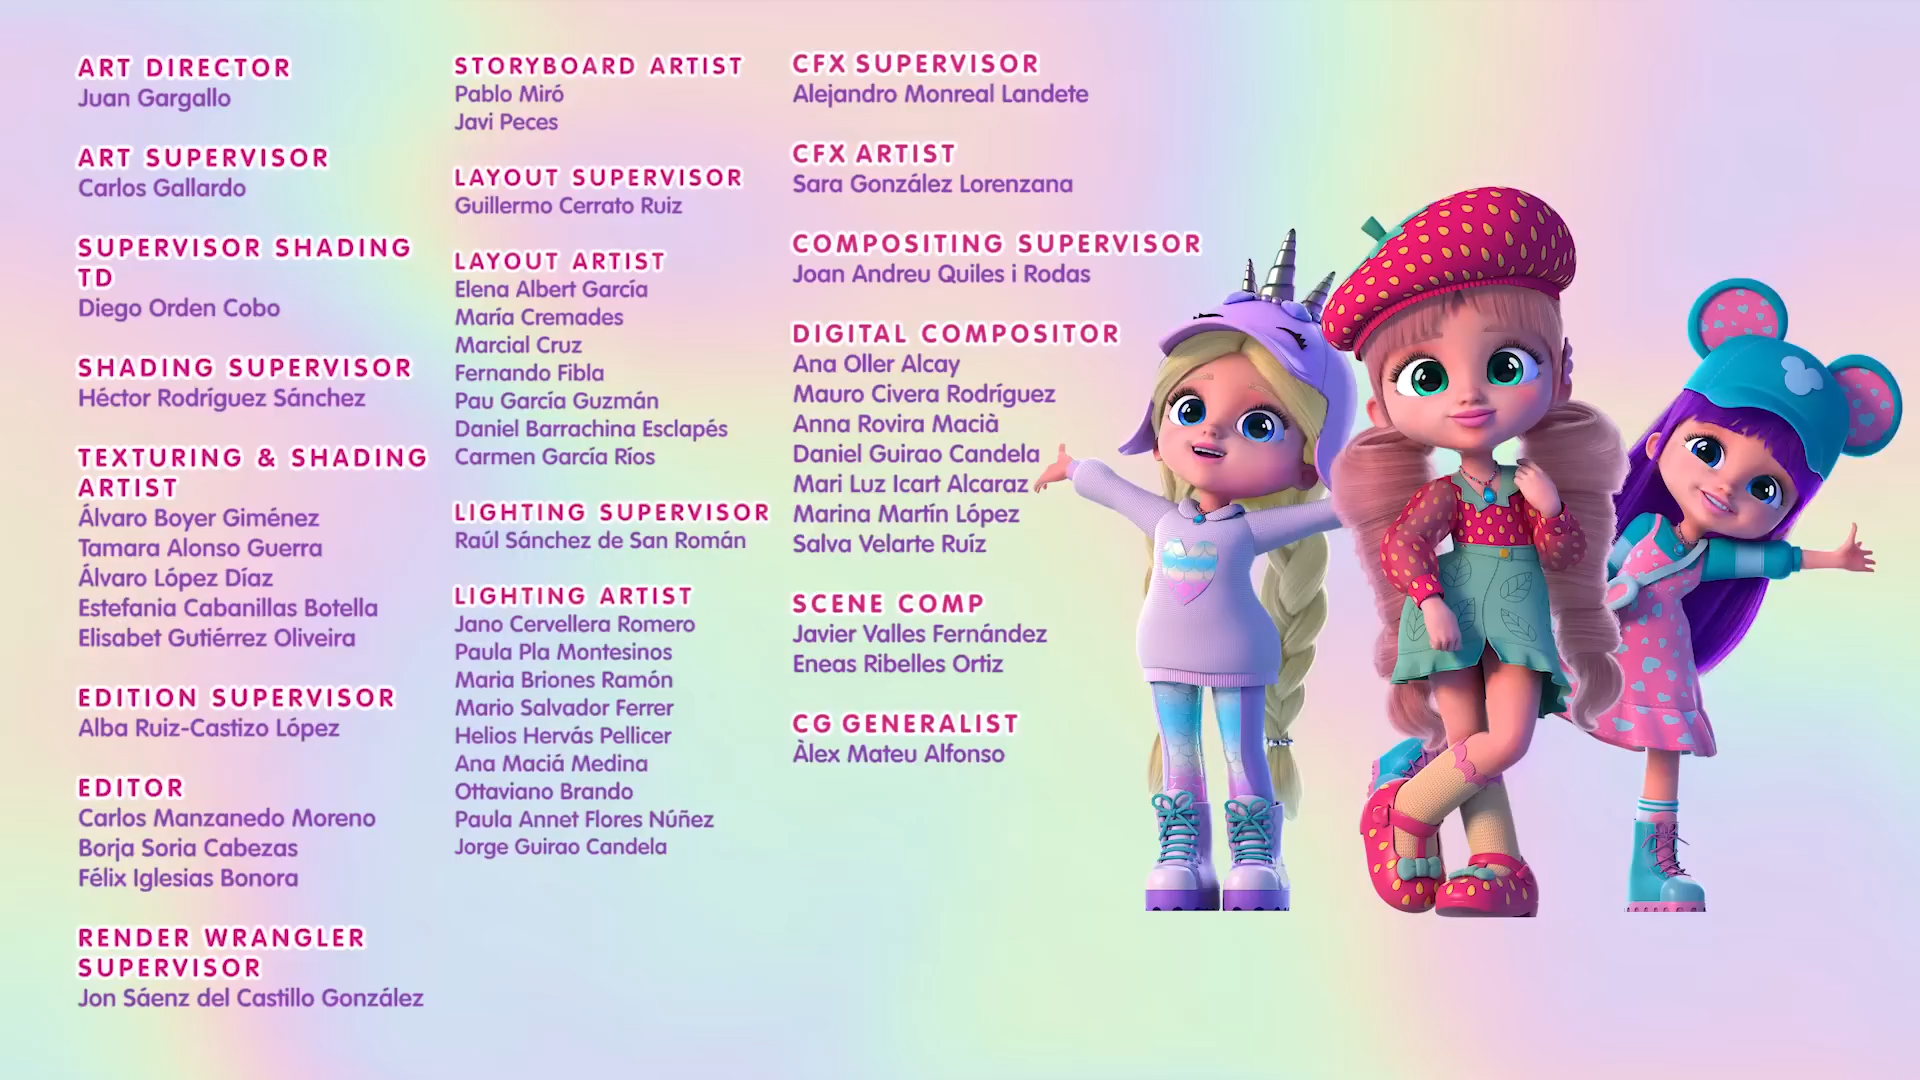 ART DIRECTOR
Juan Gargallo
ART SUPERVISOR
Carlos Gallardo
SUPERVISOR SHADING
TD
Diego Orden Cobo
SHADING SUPERVISOR
Héctor Rodríguez Sánchez
TEXTURING & SHADING
ARTIST
Álvaro Boyer Giménez
Tamara Alonso Guerra
Álvaro López Díaz
Estefania Cabanillas Botella
Elisabet Gutiérrez Oliveira
EDITION SUPERVISOR
Alba Ruiz-Castizo López
EDITOR
Carlos Manzanedo Moreno
Borja Soria Cabezas
Félix Iglesias Bonora
RENDER WRANGLER
SUPERVISOR
Jon Sáenz del Castillo González
STORYBOARD ARTIST
Pablo Miró
Javi Peces
LAYOUT SUPERVISOR
Guillermo Cerrato Ruiz
LAYOUT ARTIST
Elena Albert García
María Cremades
Marcial Cruz
Fernando Fibla
Pau García Guzmán
Daniel Barrachina Esclapés
Carmen García Ríos
LIGHTING SUPERVISOR
Raúl Sánchez de San Román
LIGHTING ARTIST
Jano Cervellera Romero
Paula Pla Montesinos
Maria Briones Ramón
Mario Salvador Ferrer
Helios Hervás Pellicer
Ana Maciá Medina
Ottaviano Brando
Paula Annet Flores Núñez
Jorge Guirao Candela
CFX SUPERVISOR
Alejandro Monreal Landete
CFX ARTIST
Sara González Lorenzana
COMPOSITING SUPERVISOR
Joan Andreu Quiles i Rodas
DIGITAL COMPOSITOR
Ana Oller Alcay
Mauro Civera Rodríguez
Anna Rovira Macià
Daniel Guirao Candela
Mari Luz Icart Alcaraz
Marina Martín López
Salva Velarte Ruíz
SCENE COMP
Javier Valles Fernández
Eneas Ribelles Ortiz
CG GENERALIST
Àlex Mateu Alfonso